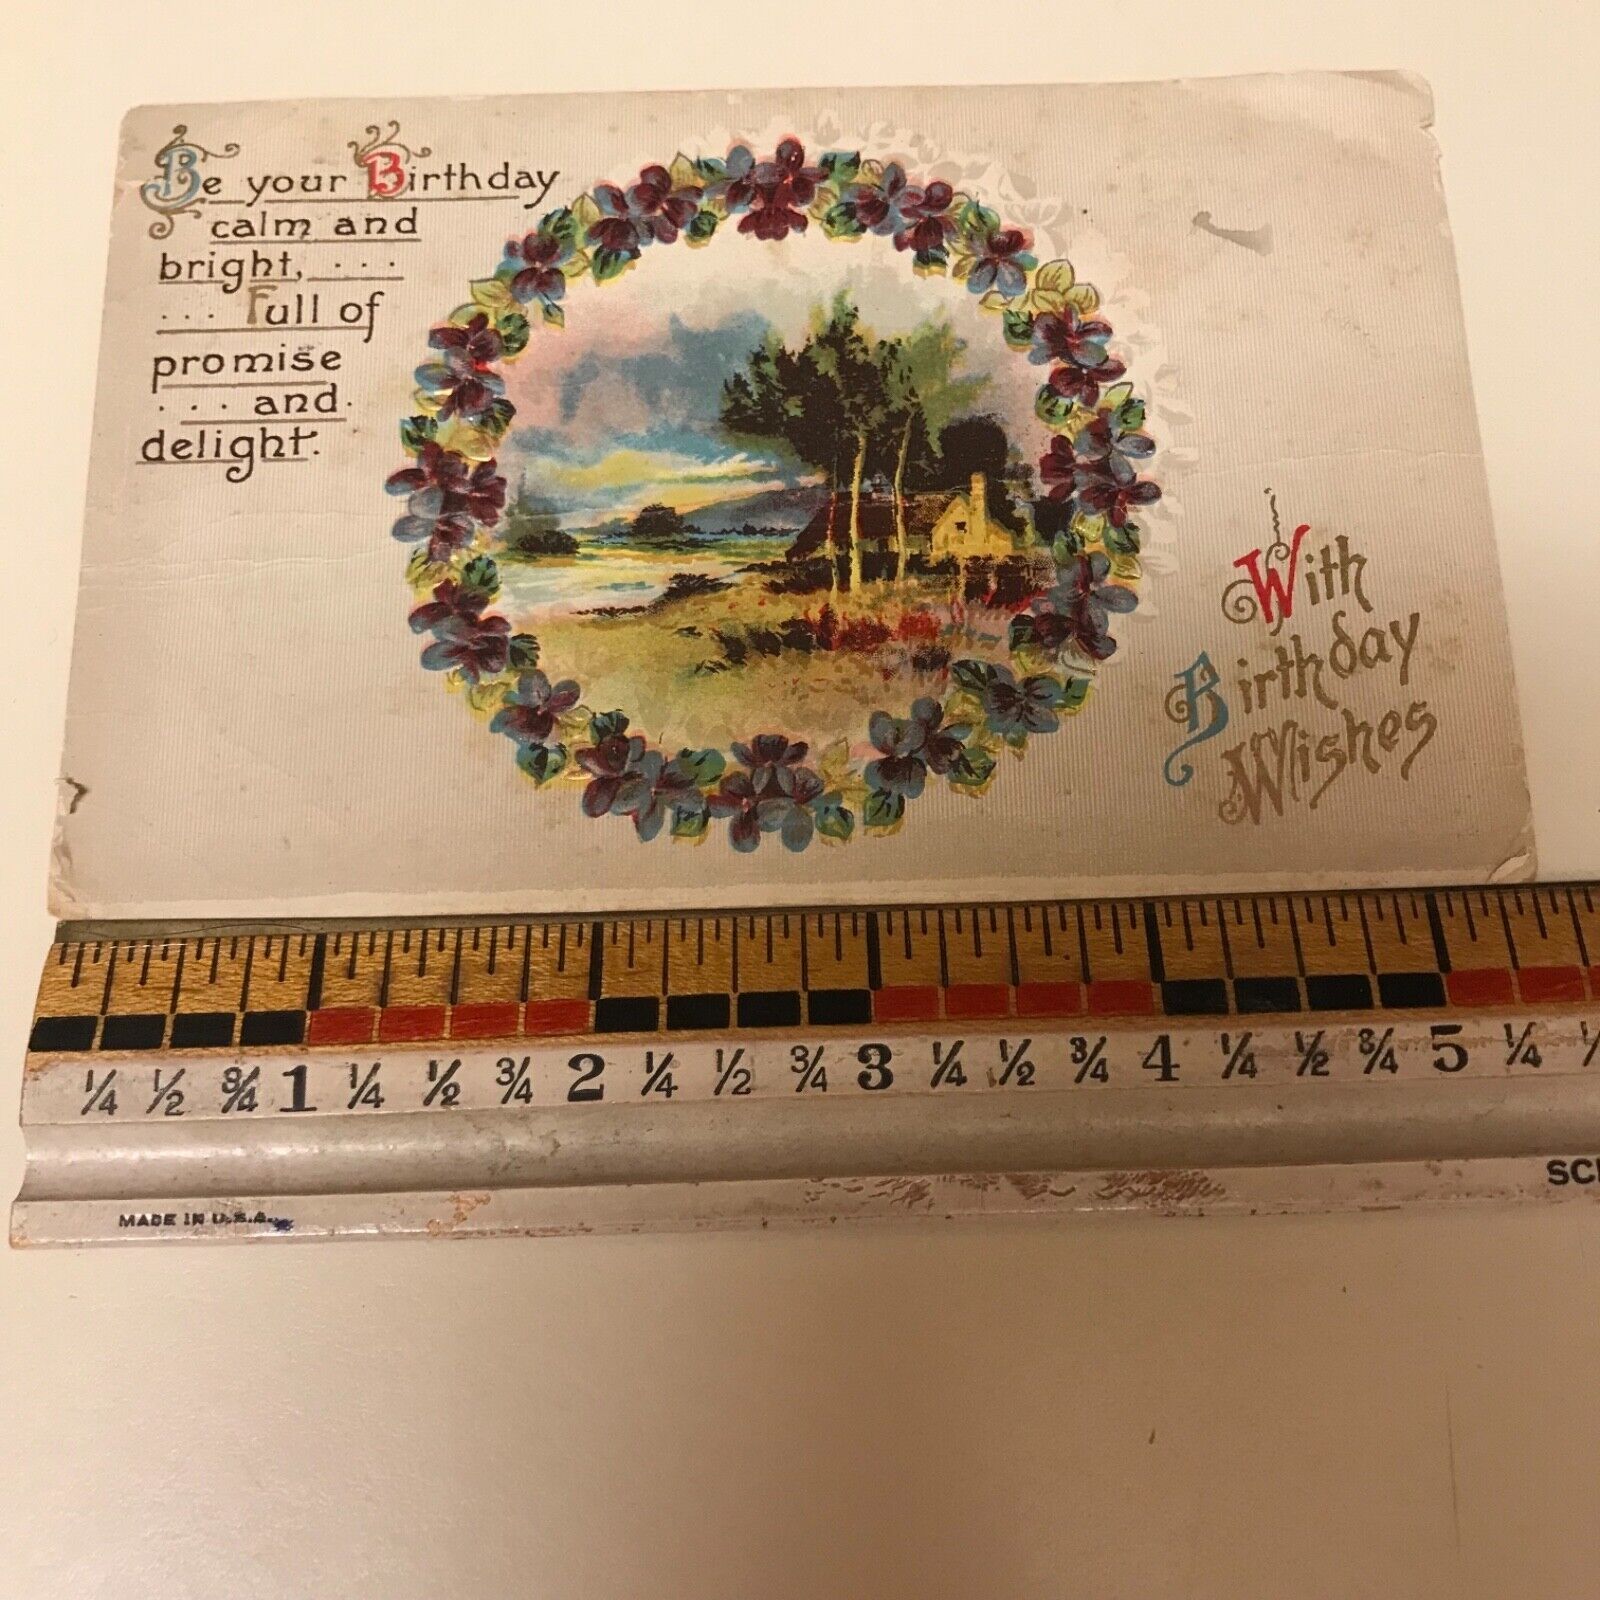 Be your Birthday
calm and
bright, . . .
. . . Full of
promise
. . . and.
delight.
With
Birthday
Wishes
1/4 1/2 3/4 1 1/4 1/2 3/4 2 1/4 1/2 3/4 3 1/4 1/2 3/4 4 1/4 1/2 3/4 5 1/4
MADE IN U.S.A.